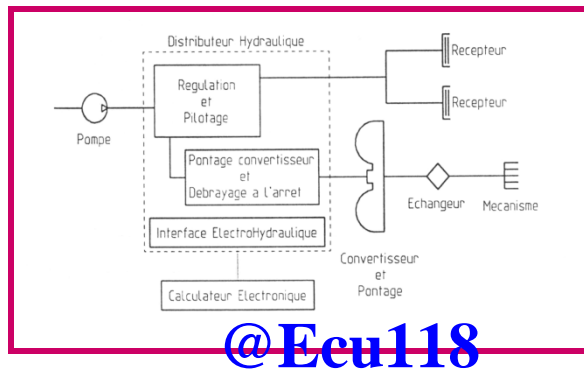 Distributeur Hydraulique
Recepteur
Regulation
et
Pilotage
Recepteur
Pompe
Pontage convertisseur
et
Debrayage a l'arret
Echangeur
Mecanisme
Interface ElectroHydraulique
Convertisseur
et
Pontage
Calculateur Electronique
@Ecu118